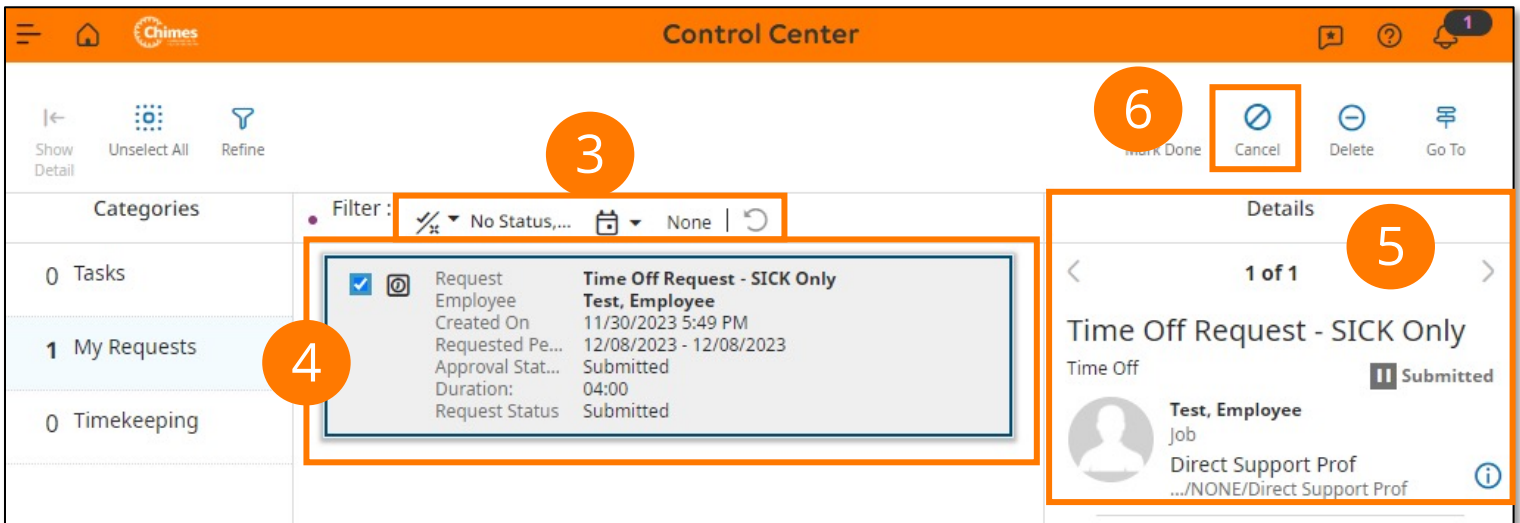 Chimes
Control Center
1
Show Detail
Unselect All
Refine
3
6
Mark Done
Cancel
Delete
Go To
Categories
0 Tasks
1 My Requests
0 Timekeeping
Filter :
No Status,...
None
4
Request Time Off Request - SICK Only
Employee Test, Employee
Created On 11/30/2023 5:49 PM
Requested Pe... 12/08/2023 - 12/08/2023
Approval Stat... Submitted
Duration: 04:00
Request Status Submitted
Details
5
1 of 1
Time Off Request - SICK Only
Time Off
Submitted
Test, Employee
Job
Direct Support Prof
.../NONE/Direct Support Prof